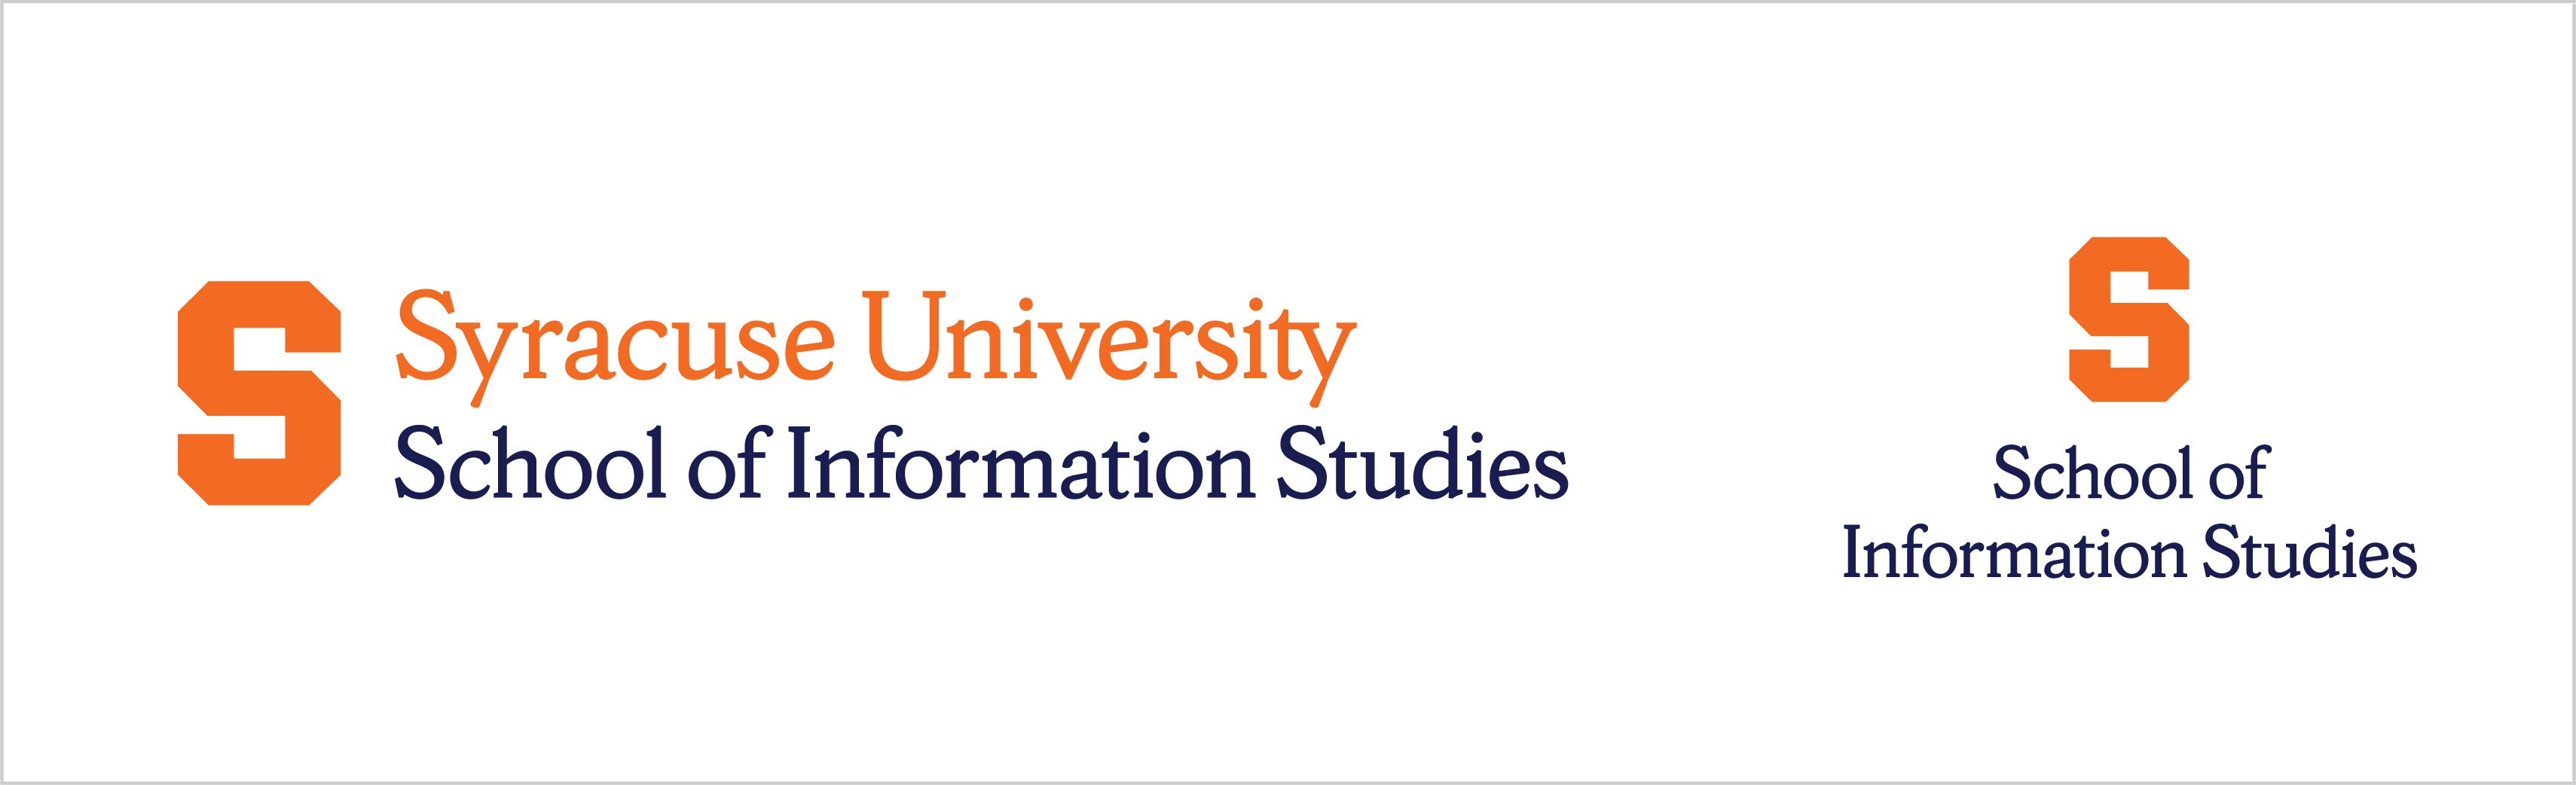 S
Syracuse University
School of Information Studies
S
School of
Information Studies